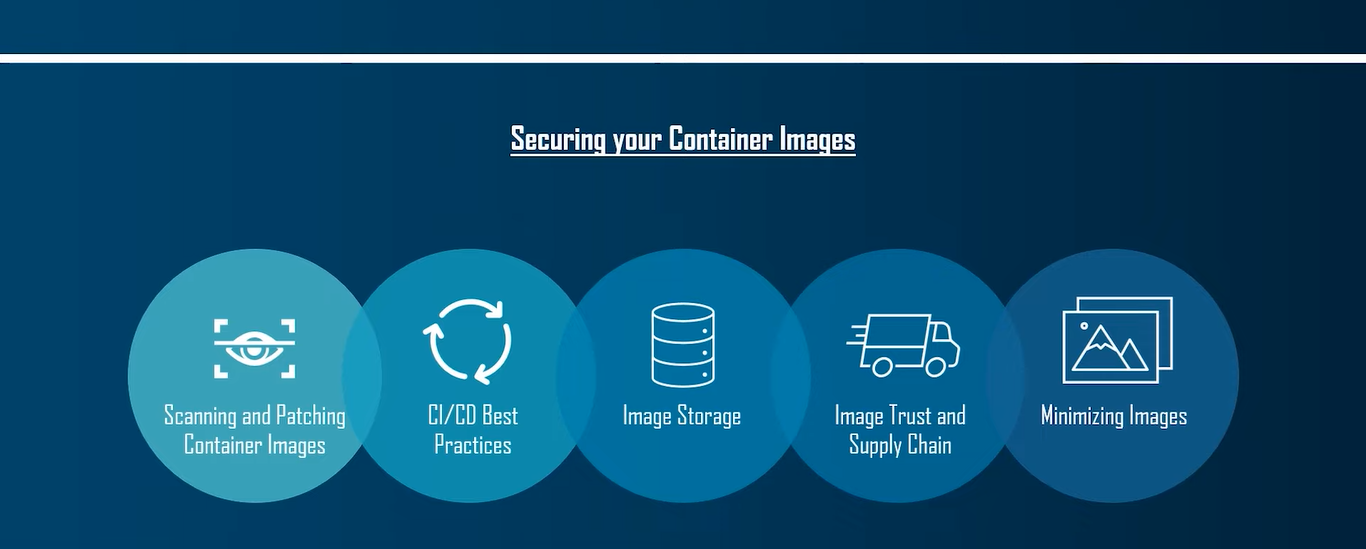 Securing your Container Images
Scanning and Patching
Container Images
CI/CD Best
Practices
Image Storage
Image Trust and
Supply Chain
Minimizing Images